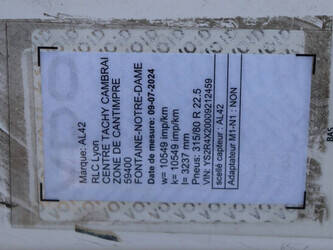 Marque: AL42
RLC Lyon
CENTRE TACHY CAMBRAI
ZONE DE CANTIMPRE
59400
FONTAINE-NOTRE-DAME
Date de mesure: 09-07-2024
w= 10549 imp/km
k= 10549 imp/km
l= 3237 mm
Pneus: 315/80 R 22.5
VIN: YS2R4X20009212459
scellé capteur : AL42
Adaptateur M1-N1 : NON